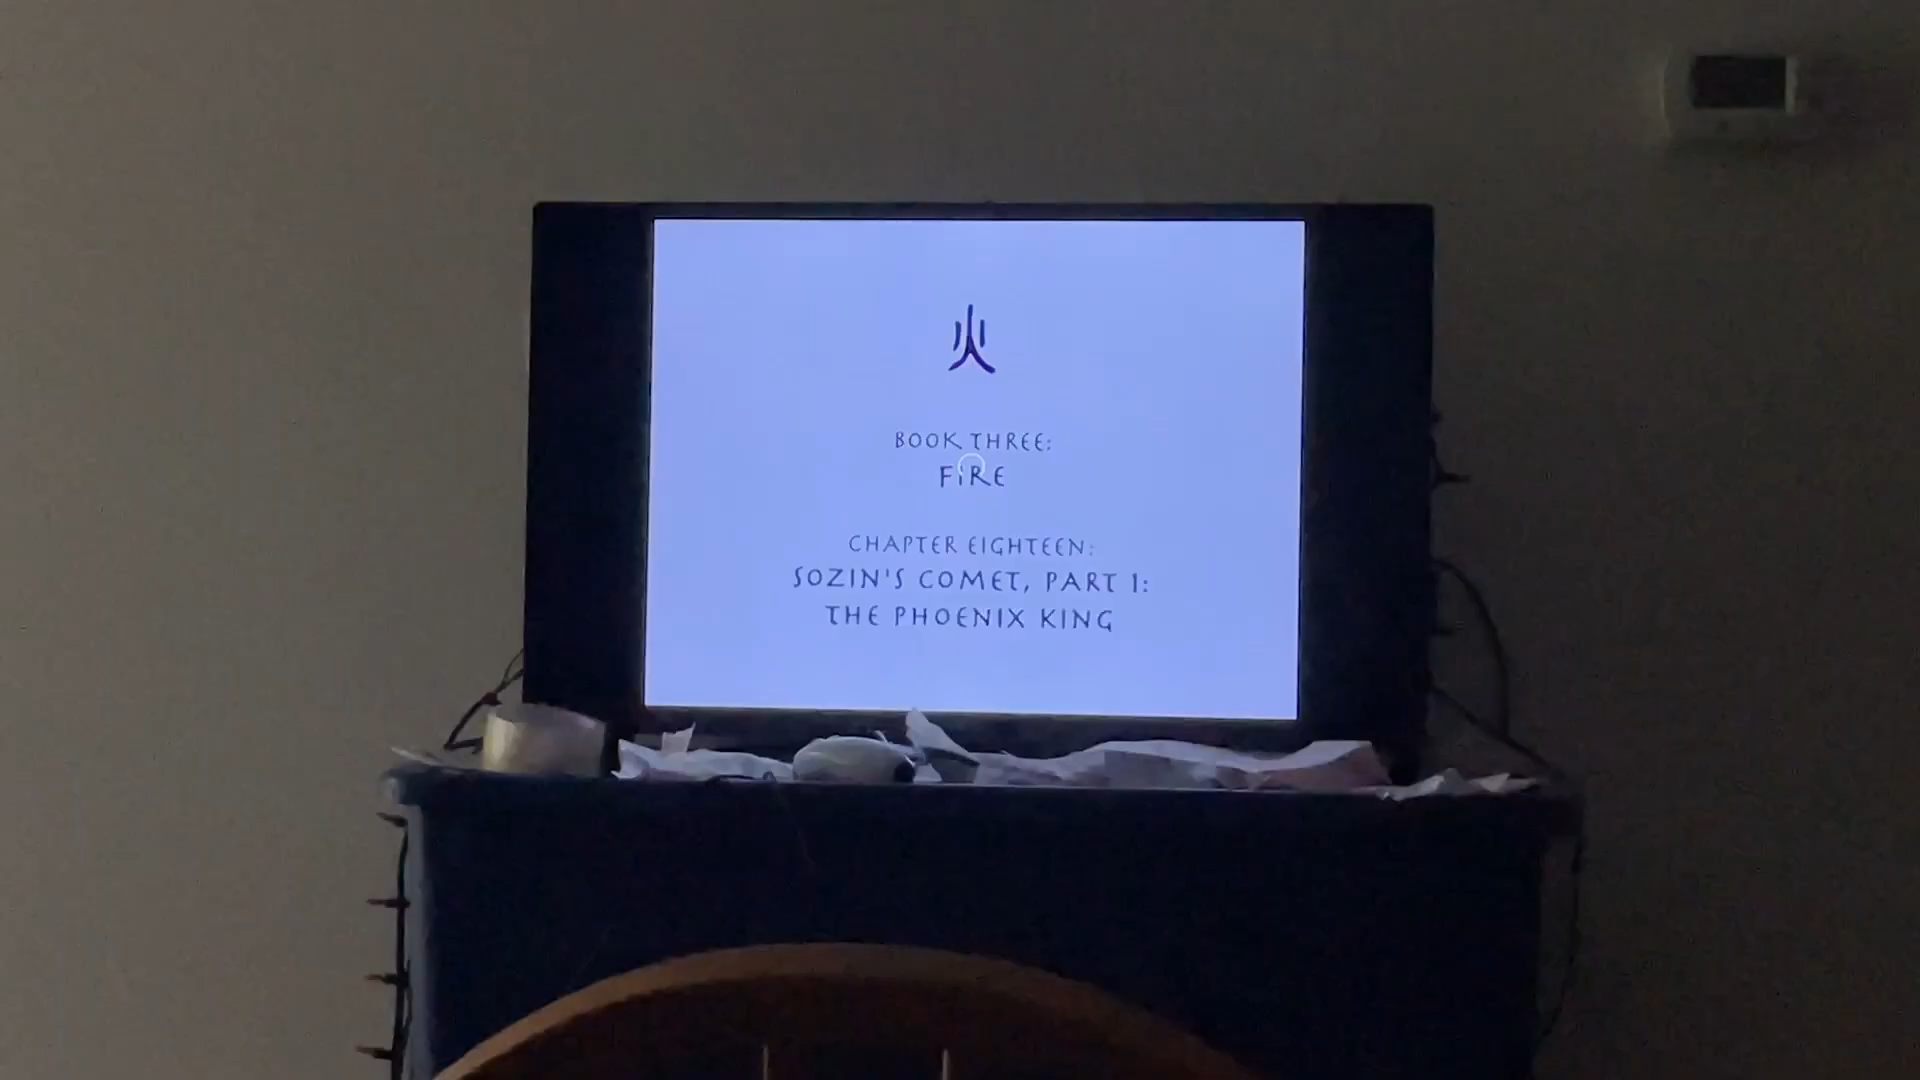 火
BOOK THREE:
FIRE
CHAPTER EIGHTEEN:
SOZIN'S COMET, PART 1:
THE PHOENIX KING